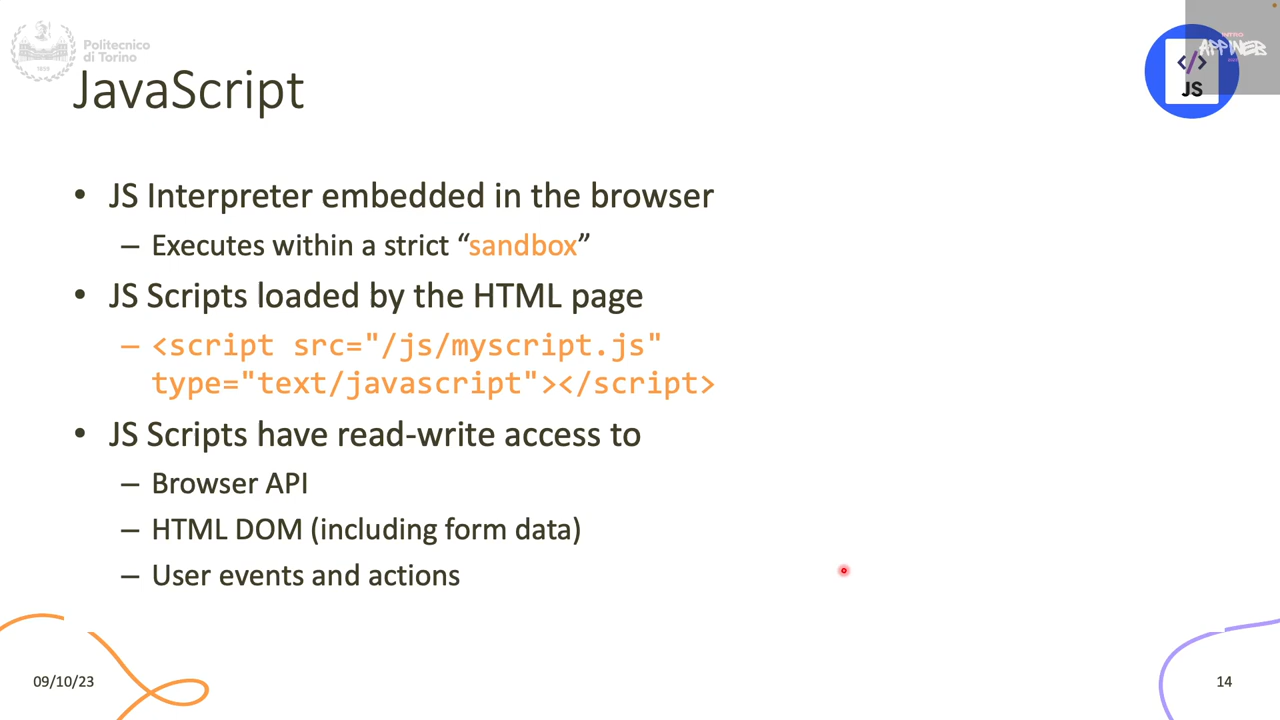 Politecnico
di Torino
1859
JavaScript
APPIWEB
</>
JS
• JS Interpreter embedded in the browser
– Executes within a strict “sandbox”
• JS Scripts loaded by the HTML page
– <script src="/js/myscript.js"
type="text/javascript"></script>
• JS Scripts have read-write access to
– Browser API
– HTML DOM (including form data)
– User events and actions
09/10/23
14